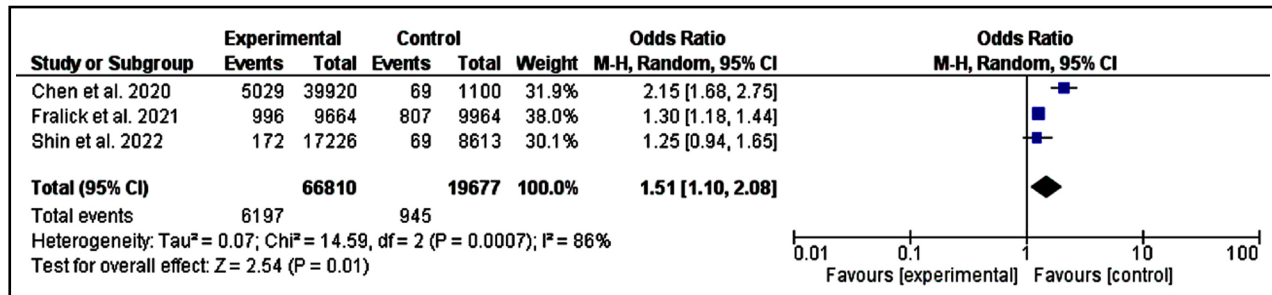 Experimental Control Odds Ratio Odds Ratio
Study or Subgroup Events Total Events Total Weight M-H, Random, 95% CI M-H, Random, 95% CI
Chen et al. 2020 5029 39920 69 1100 31.9% 2.15 [1.68, 2.75]
Fralick et al. 2021 996 9664 807 9964 38.0% 1.30 [1.18, 1.44]
Shin et al. 2022 172 17226 69 8613 30.1% 1.25 [0.94, 1.65]
Total (95% CI) 66810 19677 100.0% 1.51 [1.10, 2.08]
Total events 6197 945
Heterogeneity: Tau² = 0.07; Chi² = 14.59, df = 2 (P = 0.0007); I² = 86%
Test for overall effect: Z = 2.54 (P = 0.01)
0.01 0.1 1 10 100
Favours [experimental] Favours [control]